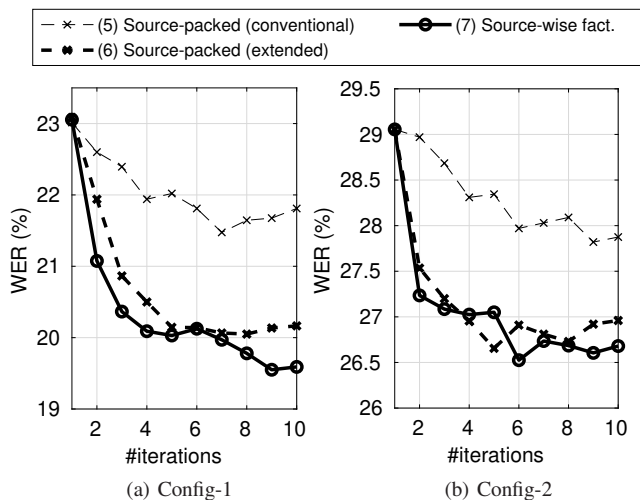 (5) Source-packed (conventional)
(7) Source-wise fact.
(6) Source-packed (extended)
23
22
21
20
19
WER (%)
2
4
6
8
10
#iterations
(a) Config-1
29.5
29
28.5
28
27.5
27
26.5
26
WER (%)
2
4
6
8
10
#iterations
(b) Config-2